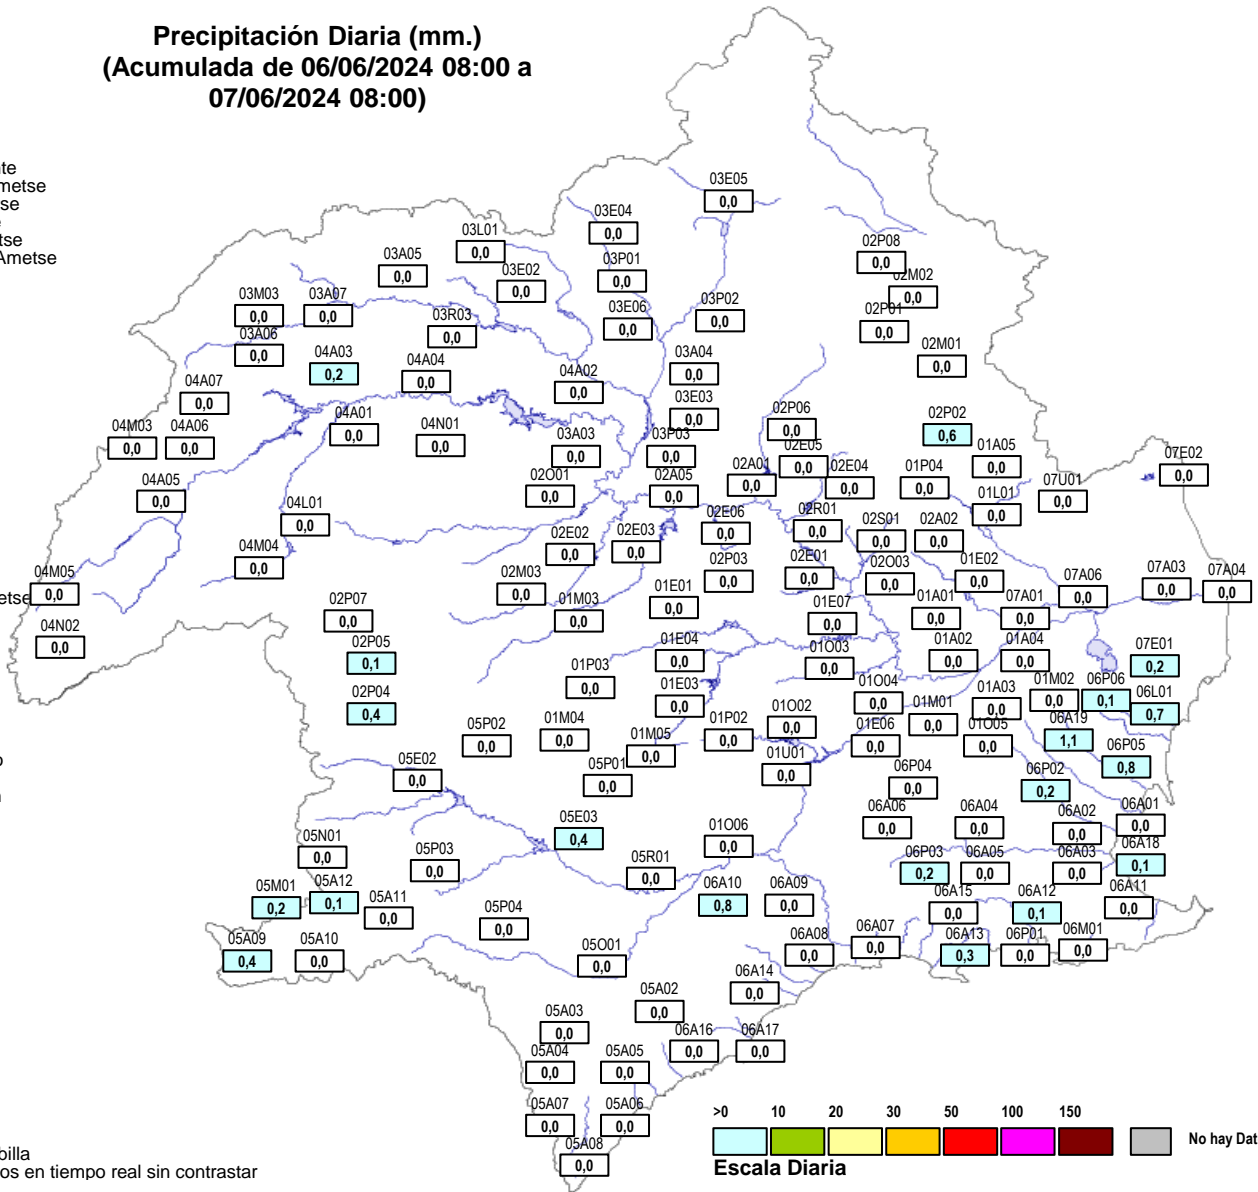 Precipitación Diaria (mm.)
(Acumulada de 06/06/2024 08:00 a
07/06/2024 08:00)
03E05
0,0
03E04
0,0
03L01
0,0
03A05
0,0
03P01
0,0
03E02
0,0
02P08
0,0
02M02
0,0
03M03
0,0
03A07
0,0
03R03
0,0
03E06
0,0
03P02
0,0
02P01
0,0
03A06
0,0
04A03
0,2
04A04
0,0
04A02
0,0
03A04
0,0
02M01
0,0
04A07
0,0
03E03
0,0
04M03
0,0
04A06
0,0
04A01
0,0
04N01
0,0
03A03
0,0
03P03
0,0
02P06
0,0
02P02
0,6
02E05
0,0
01A05
0,0
07E02
0,0
04A05
0,0
02O01
0,0
02A05
0,0
02A01
0,0
02E04
0,0
01P04
0,0
07U01
0,0
01L01
0,0
04L01
0,0
02E06
0,0
02R01
0,0
02S01
0,0
02A02
0,0
04M04
0,0
02E02
0,0
02E03
0,0
02P03
0,0
02E01
0,0
02O03
0,0
01E02
0,0
04M05
0,0
02M03
0,0
01M03
0,0
01E01
0,0
01E07
0,0
01A01
0,0
07A01
0,0
07A06
0,0
07A03
0,0
07A04
0,0
04N02
0,0
02P07
0,0
02P05
0,1
01E04
0,0
01O03
0,0
01A02
0,0
01A04
0,0
07E01
0,2
02P04
0,4
01P03
0,0
01E03
0,0
01O04
0,0
01M01
0,0
01A03
0,0
01M02
0,0
06P06
0,1
06L01
0,7
05P02
0,0
01M04
0,0
01M05
0,0
01P02
0,0
01O02
0,0
01E06
0,0
01O05
0,0
06A19
1,1
06P05
0,8
05E02
0,0
05P01
0,0
01U01
0,0
06P04
0,0
06P02
0,2
05E03
0,4
01O06
0,0
06A06
0,0
06A04
0,0
06A02
0,0
06A01
0,0
05N01
0,0
05P03
0,0
05R01
0,0
06P03
0,2
06A05
0,0
06A03
0,0
06A18
0,1
05M01
0,2
05A12
0,1
05A11
0,0
05P04
0,0
06A10
0,8
06A09
0,0
06A15
0,0
06A12
0,1
06A11
0,0
05A09
0,4
05A10
0,0
05O01
0,0
06A08
0,0
06A07
0,0
06A13
0,3
06P01
0,0
06M01
0,0
05A03
0,0
05A02
0,0
06A14
0,0
05A04
0,0
05A05
0,0
06A16
0,0
06A17
0,0
05A07
0,0
05A06
0,0
05A08
0,0
>0 10 20 30 50 100 150
No hay Dat
Escala Diaria
os en tiempo real sin contrastar